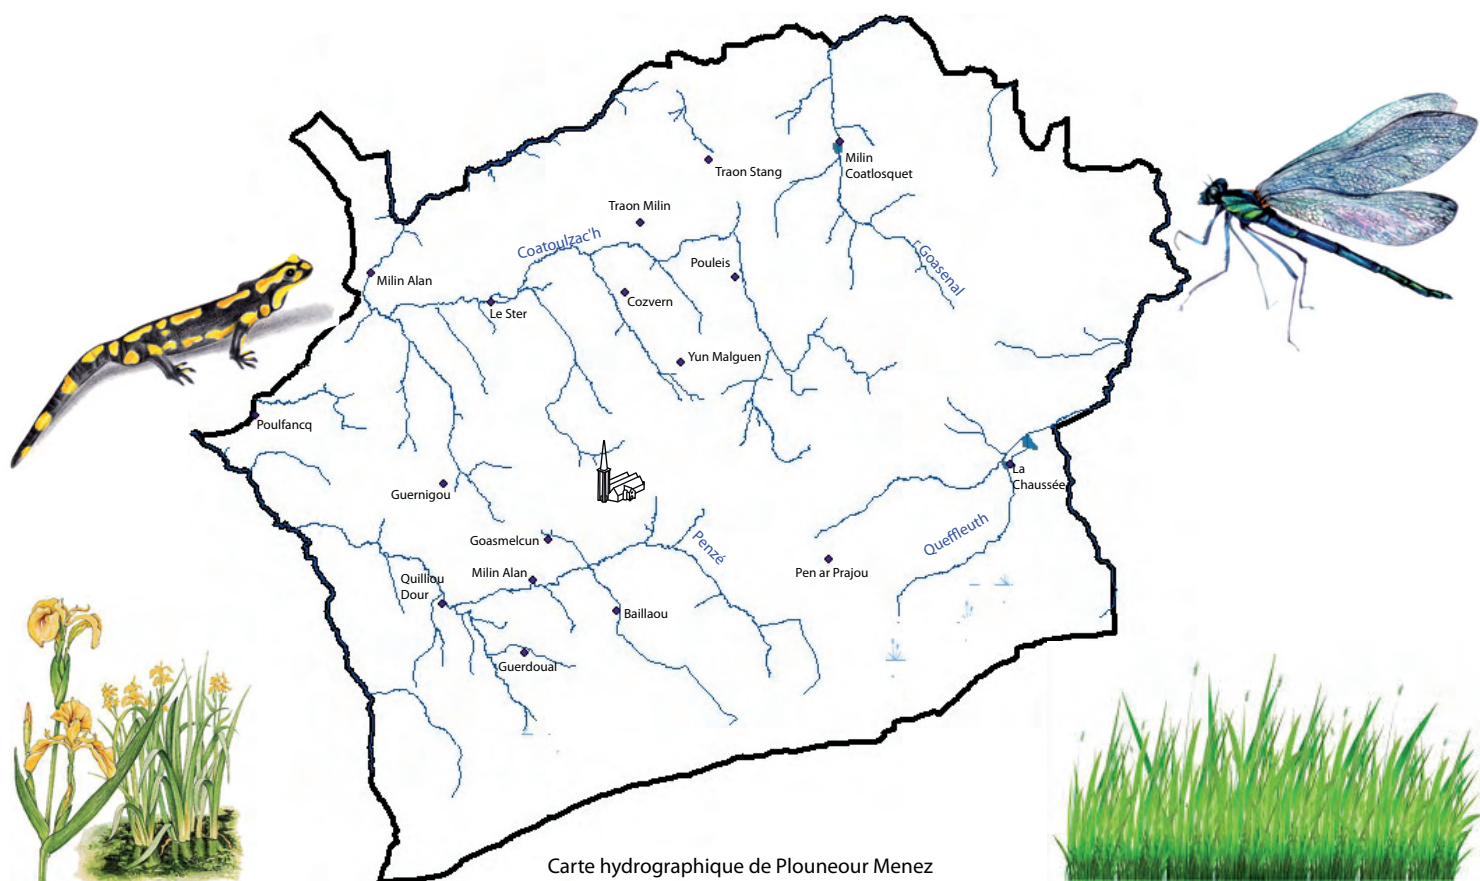 Traon Stang
Milin
Coatlosquet
Traon Milin
Coatoulzac'h
Pouleis
r Goasenal
Milin Alan
Cozvern
Le Ster
Yun Malguen
Poulfancq
La
Chaussée
Guernigou
Queffleuth
Goasmelcun
Penzé
Milin Alan
Pen ar Prajou
Quilliou
Dour
Baillaou
Guerdoual
Carte hydrographique de Plouneour Menez